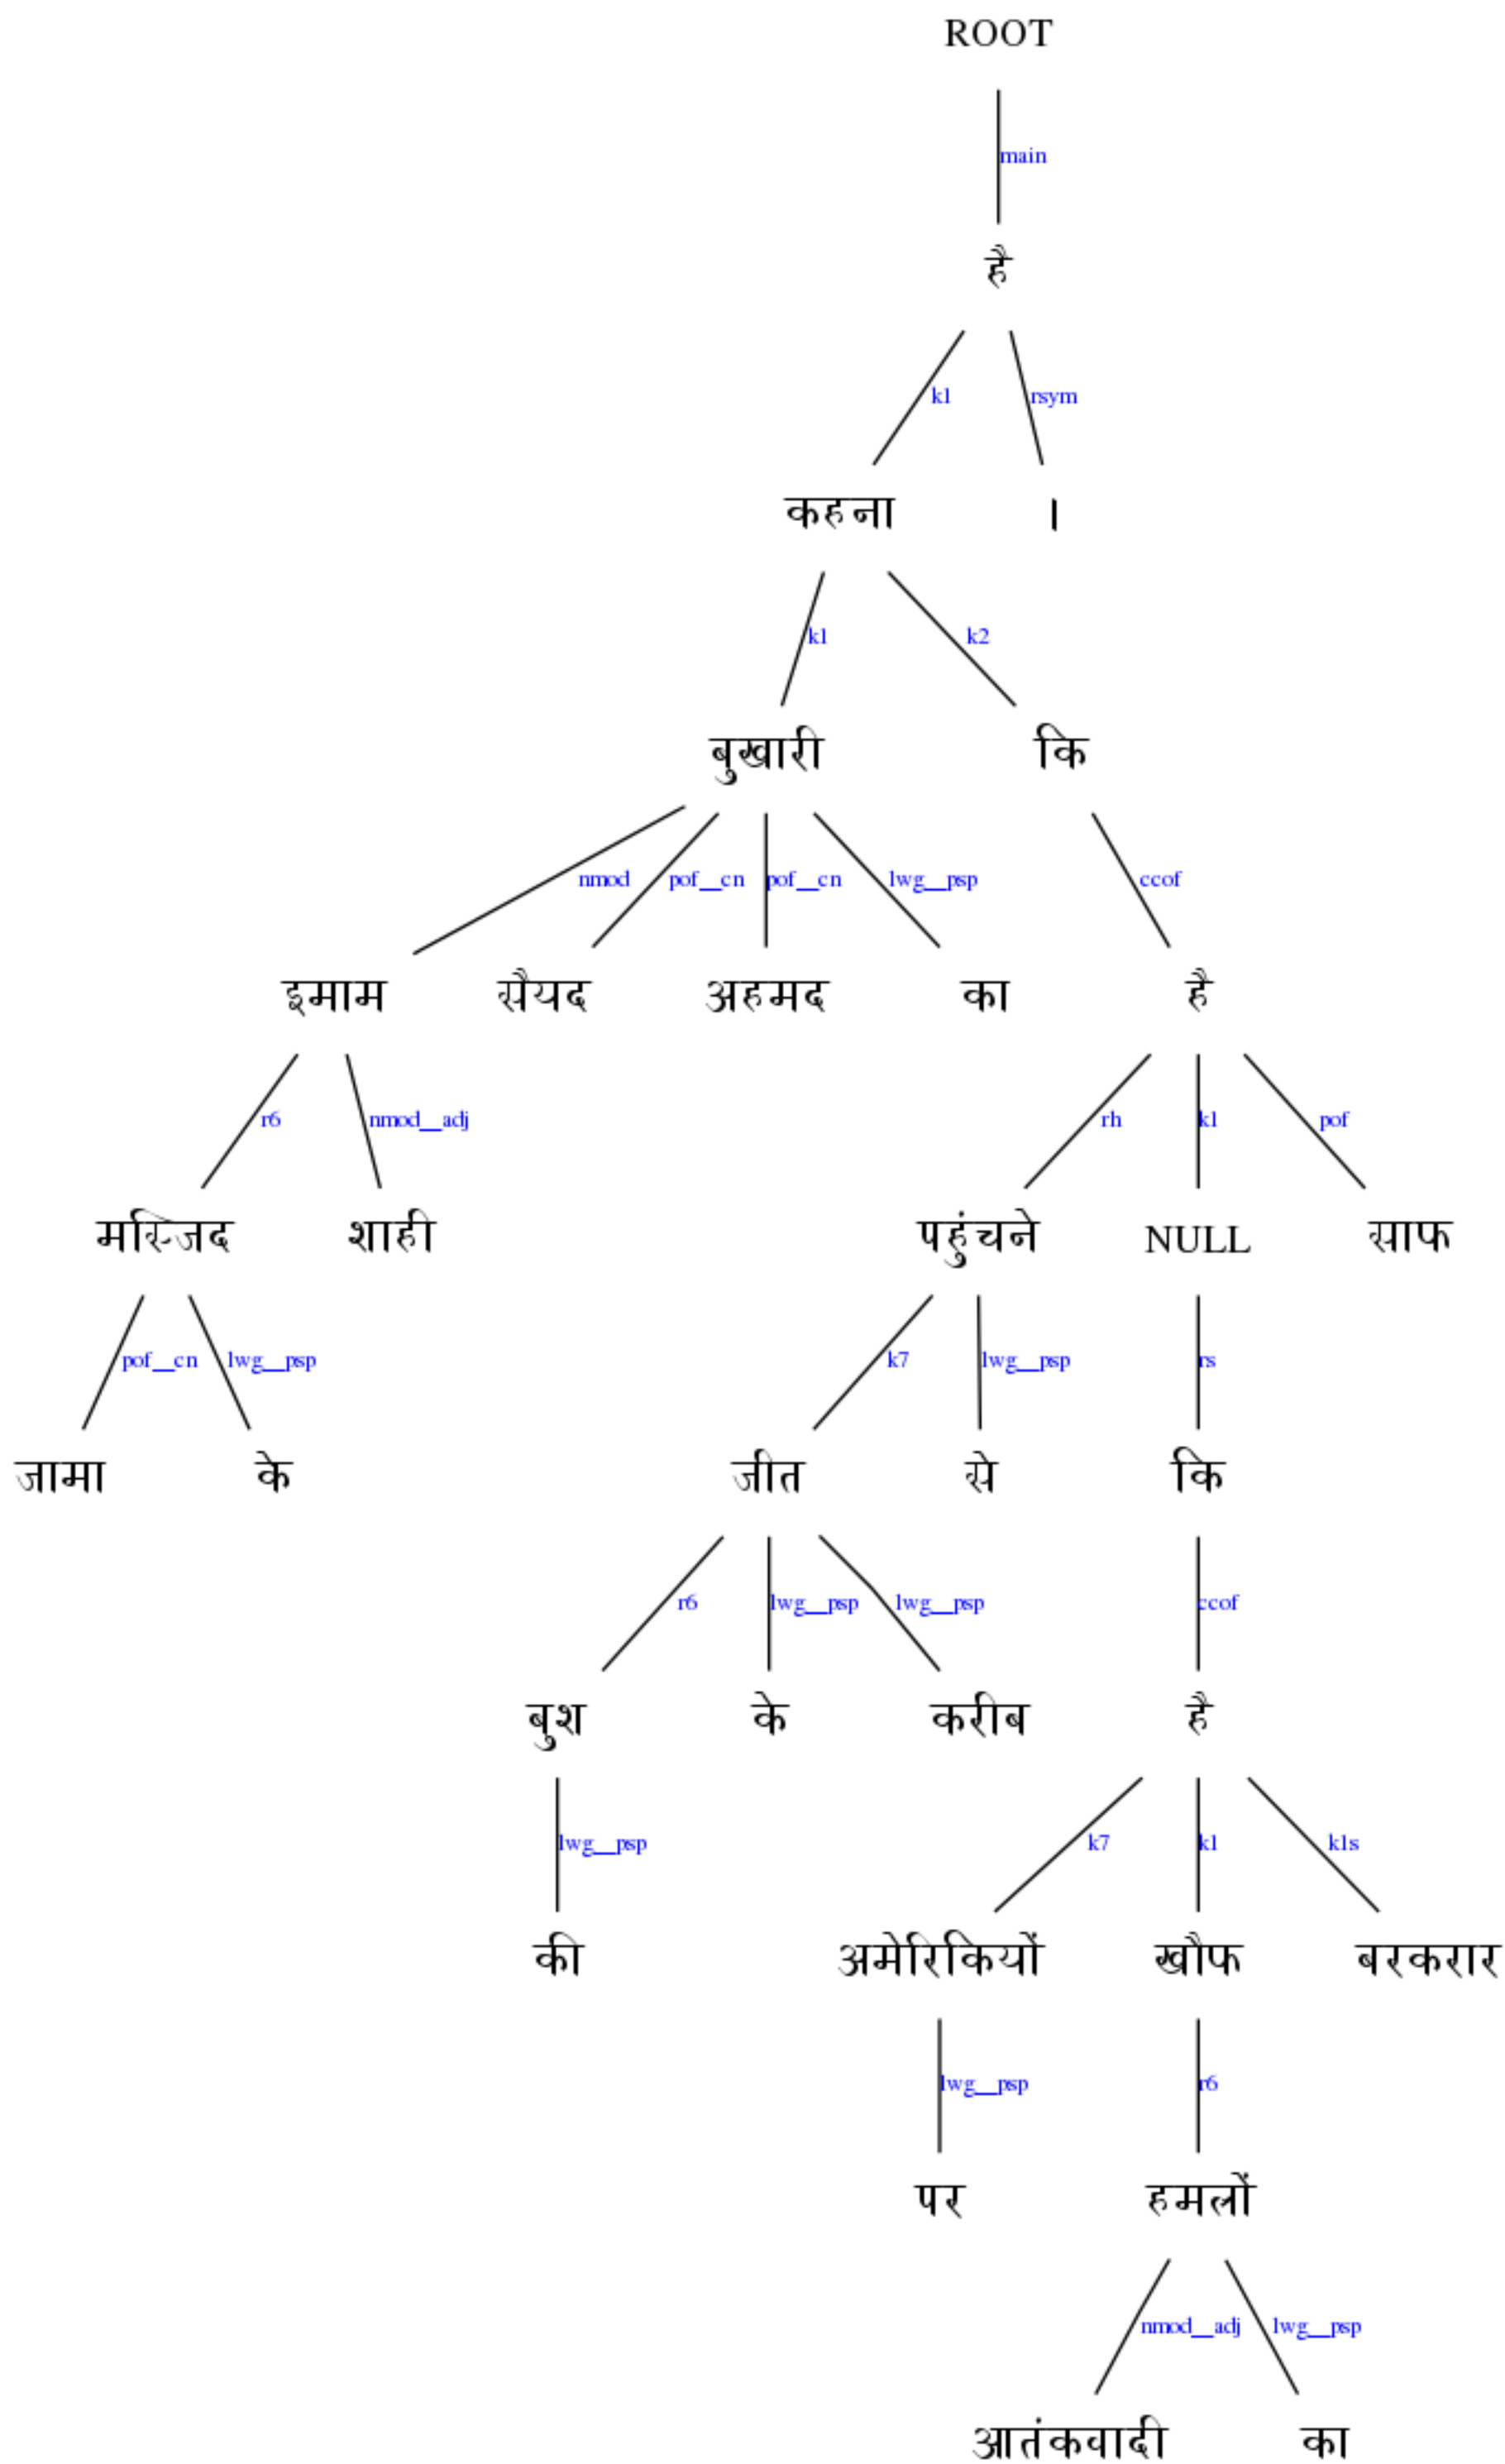 ROOT
main
है
k1 rsym
कहना ।
k1 k2
बुखारी कि
nmod pof__cn pof__cn lwg__psp ccof
इमाम सैयद अहमद का है
r6 nmod__adj rh k1 pof
मस्जिद शाही पहुंचने NULL साफ
pof__cn lwg__psp k7 lwg__psp rs
जामा के जीत से कि
r6 lwg__psp lwg__psp ccof
बुश के करीब है
lwg__psp k7 k1 k1s
की अमेरिकियों खौफ बरकरार
lwg__psp r6
पर हमलों
nmod__adj lwg__psp
आतंकवादी का